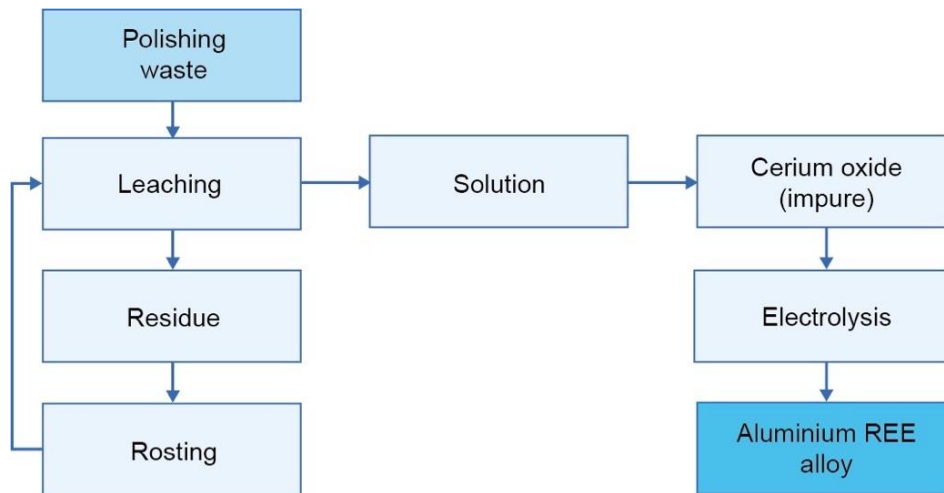 Polishing
waste
Leaching
Solution
Cerium oxide
(impure)
Residue
Electrolysis
Rosting
Aluminium REE
alloy